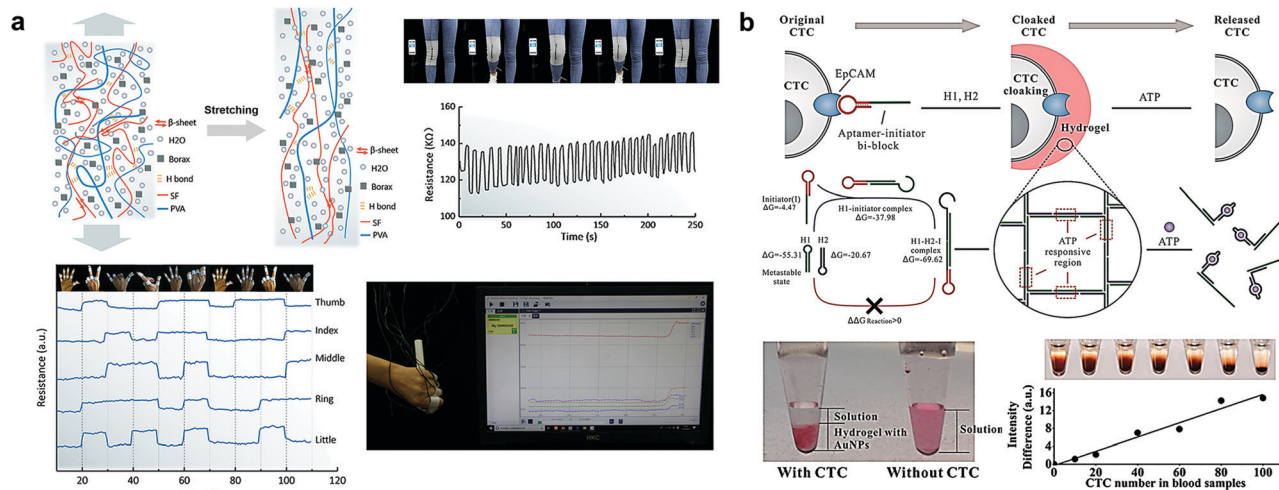 a
Stretching
β-sheet
H2O
Borax
H bond
SF
PVA
β-sheet
H2O
Borax
H bond
SF
PVA
Resistance (KΩ)
160
140
120
100
0 25 50 75 100 125 150 175 200 225 250
Time (s)
Resistance (a.u.)
Thumb
Index
Middle
Ring
Little
20 40 60 80 100 120
HKC
b
Original
CTC
Cloaked
CTC
Released
CTC
CTC
EpCAM
Aptamer-initiator
bi-block
H1, H2
CTC
cloaking
Hydrogel
ATP
CTC
Initiator(I)
ΔG=-4.47
H1-initiator complex
ΔG=-37.98
H1 H2
ΔG=-55.31
ΔG=-20.67
Metastable
state
H1-H2-I
complex
ΔG=-69.62
ΔΔG Reaction>0
ATP
responsive
region
ATP
Solution
Hydrogel with
AuNPs
Solution
With CTC
Without CTC
Intensity
Difference (a.u.)
16
12
8
4
0
0 20 40 60 80 100
CTC number in blood samples